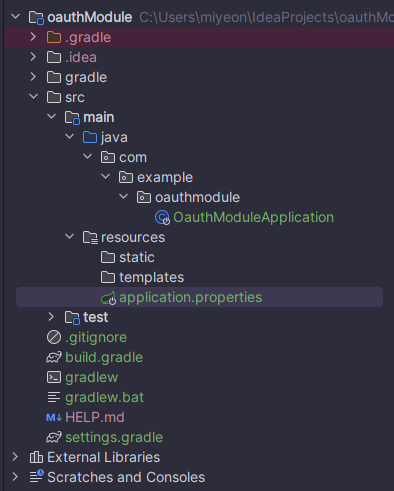 oauthModule C:\Users\miyeon\IdeaProjects\oauthMo
.gradle
.idea
gradle
src
main
java
com
example
oauthmodule
OauthModuleApplication
resources
static
templates
application.properties
test
.gitignore
build.gradle
gradlew
gradlew.bat
M↓ HELP.md
settings.gradle
External Libraries
Scratches and Consoles